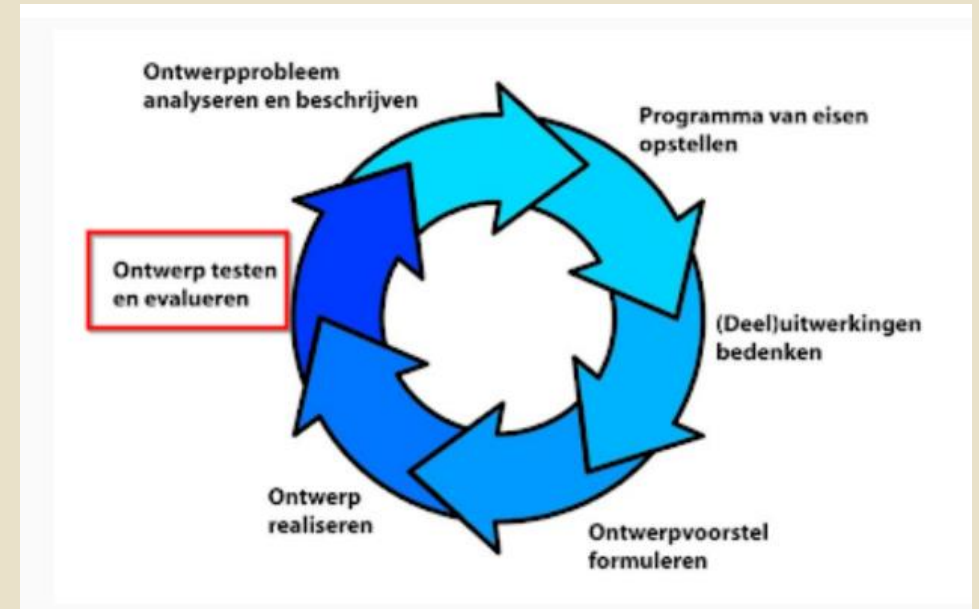 Ontwerpprobleem
analyseren en beschrijven
Programma van eisen
opstellen
(Deel)uitwerkingen
bedenken
Ontwerpvoorstel
formuleren
Ontwerp
realiseren
Ontwerp testen
en evalueren